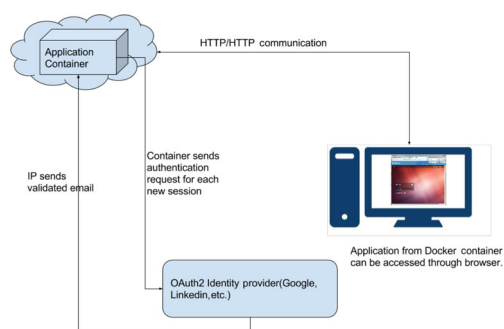 Application
Container
HTTP/HTTP communication
IP sends
validated email
Container sends
authentication
request for each
new session
Application from Docker container
can be accessed through browser.
OAuth2 Identity provider(Google,
Linkedin,etc.)